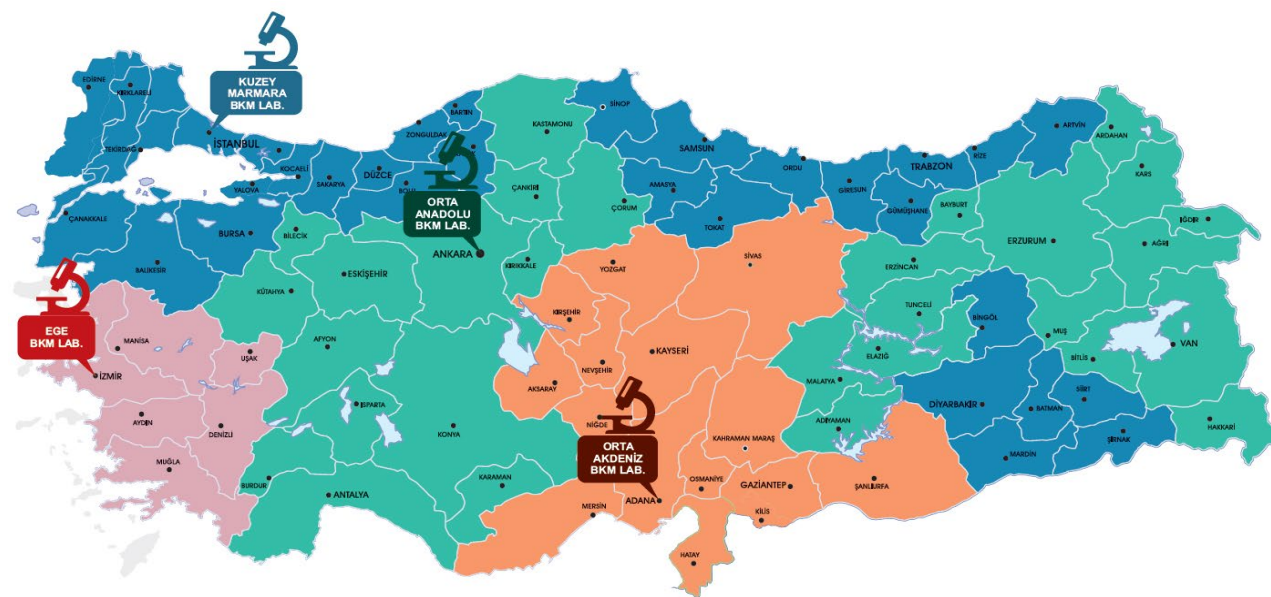 KUZEY
MARMARA
BKM LAB.
EDİRNE
KIRKLARELİ
TEKİRDAĞ
İSTANBUL
KOCAELİ
YALOVA
SAKARYA
DÜZCE
ZONGULDAK
BARTIN
BOLU
KASTAMONU
SİNOP
SAMSUN
ORDU
GİRESUN
TRABZON
RİZE
ARTVİN
ARDAHAN
KARS
IĞDIR
AĞRI
ERZURUM
BAYBURT
GÜMÜŞHANE
TOKAT
AMASYA
ÇORUM
ÇANKIRI
ORTA
ANADOLU
BKM LAB.
ANKARA
KIRIKKALE
ÇANAKKALE
BURSA
BİLECİK
BALIKESİR
ESKİŞEHİR
KÜTAHYA
YOZGAT
SİVAS
ERZİNCAN
TUNCELİ
BİNGÖL
MUŞ
BİTLİS
VAN
ELAZIĞ
MALATYA
KIRŞEHİR
KAYSERİ
NEVŞEHİR
AKSARAY
NİĞDE
AFYON
UŞAK
MANİSA
EGE
BKM LAB.
İZMİR
AYDIN
DENİZLİ
MUĞLA
BURDUR
ISPARTA
ANTALYA
KONYA
KARAMAN
MERSİN
ORTA
AKDENİZ
BKM LAB.
ADANA
OSMANİYE
KAHRAMAN MARAŞ
GAZİANTEP
KİLİS
HATAY
ŞANLIURFA
ADIYAMAN
DİYARBAKIR
BATMAN
SİİRT
MARDİN
ŞIRNAK
HAKKARİ